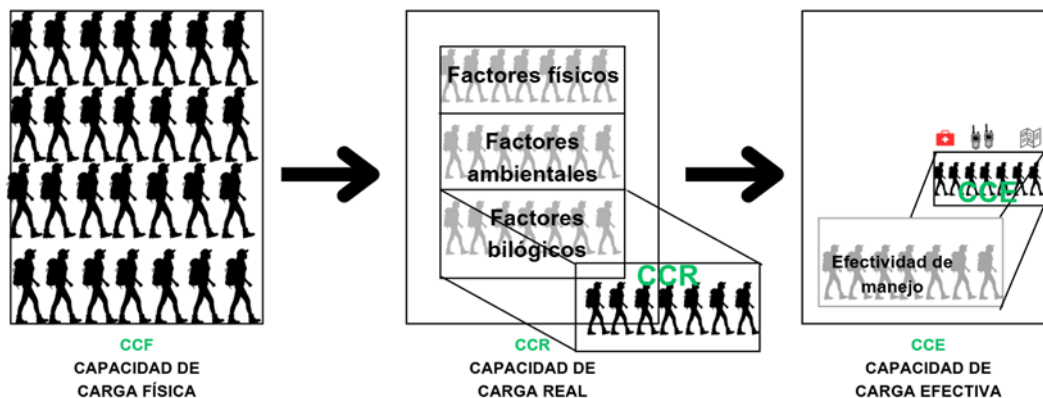 Factores físicos
Factores
ambientales
Factores
bilógicos
CCR
CCE
Efectividad de
manejo
CCF
CAPACIDAD DE
CARGA FÍSICA
CCR
CAPACIDAD DE
CARGA REAL
CCE
CAPACIDAD DE
CARGA EFECTIVA